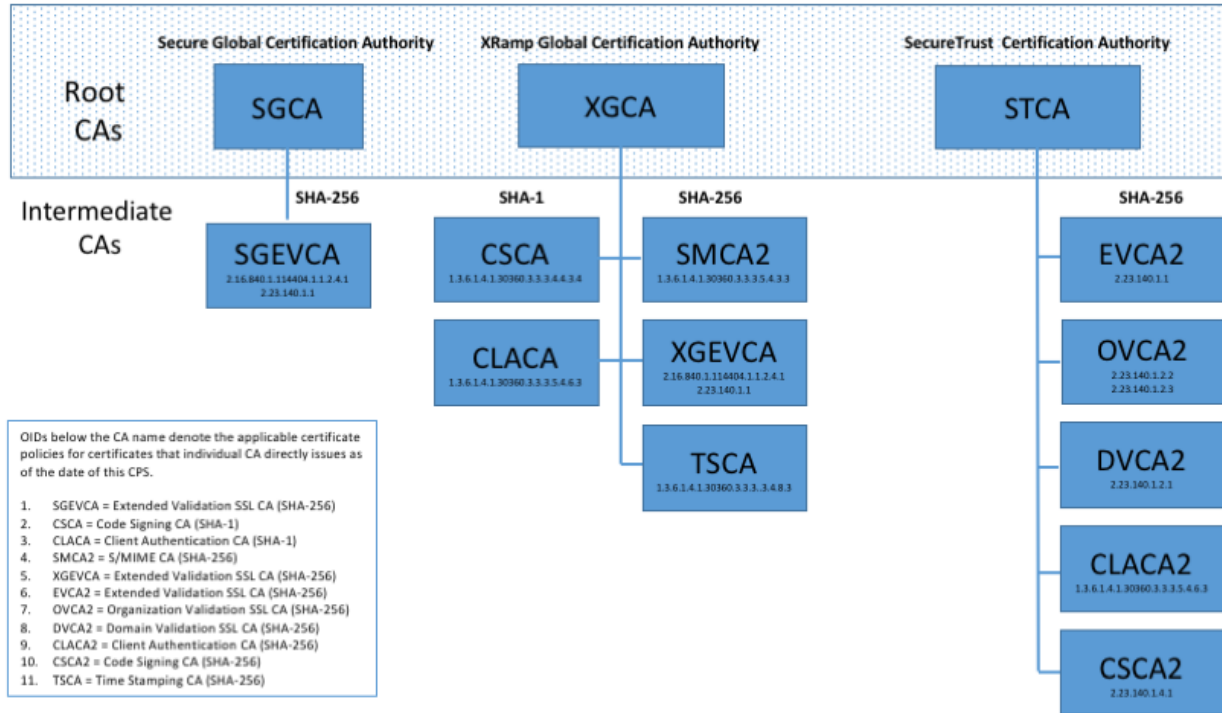 Secure Global Certification Authority
XRamp Global Certification Authority
SecureTrust Certification Authority
Root
CAs
SGCA
XGCA
STCA
Intermediate
CAs
SHA-256
SHA-1
SHA-256
SHA-256
SGEVCA
2.16.840.1.114404.1.1.2.4.1
2.23.140.1.1
CSCA
1.3.6.1.4.1.30360.3.3.3.4.4.3.4
SMCA2
1.3.6.1.4.1.30360.3.3.3.5.4.3.3
EVCA2
2.23.140.1.1
CLACA
1.3.6.1.4.1.30360.3.3.3.5.4.6.3
XGEVCA
2.16.840.1.114404.1.1.2.4.1
2.23.140.1.1
OVCA2
2.23.140.1.2.2
2.23.140.1.2.3
TSCA
1.3.6.1.4.1.30360.3.3.3..3.4.8.3
DVCA2
2.23.140.1.2.1
CLACA2
1.3.6.1.4.1.30360.3.3.3.5.4.6.3
CSCA2
2.23.140.1.4.1
OIDs below the CA name denote the applicable certificate
policies for certificates that individual CA directly issues as
of the date of this CPS.
1. SGEVCA = Extended Validation SSL CA (SHA-256)
2. CSCA = Code Signing CA (SHA-1)
3. CLACA = Client Authentication CA (SHA-1)
4. SMCA2 = S/MIME CA (SHA-256)
5. XGEVCA = Extended Validation SSL CA (SHA-256)
6. EVCA2 = Extended Validation SSL CA (SHA-256)
7. OVCA2 = Organization Validation SSL CA (SHA-256)
8. DVCA2 = Domain Validation SSL CA (SHA-256)
9. CLACA2 = Client Authentication CA (SHA-256)
10. CSCA2 = Code Signing CA (SHA-256)
11. TSCA = Time Stamping CA (SHA-256)